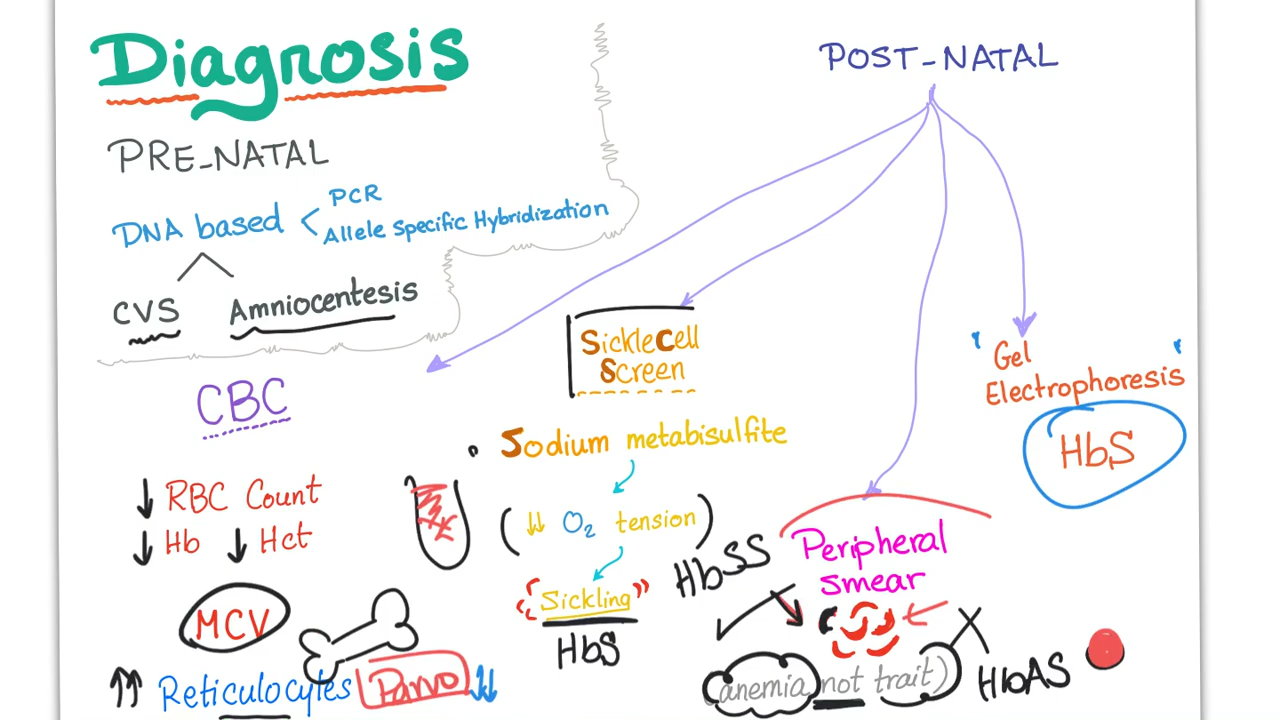 Diagnosis
PRE-NATAL
DNA based < PCR
Allele Specific Hybridization
CVS Amniocentesis
POST-NATAL
CBC
↓ RBC Count
↓ Hb ↓ Hct
MCV
↑↑ Reticulocytes Parvo ↓↓
Sickle Cell
Screen
• Sodium metabisulfite
(↓↓ O₂ tension)
"Sickling"
HbS
Peripheral
smear
HbSS
(anemia not trait)
HbAS
"Gel
Electrophoresis"
HbS